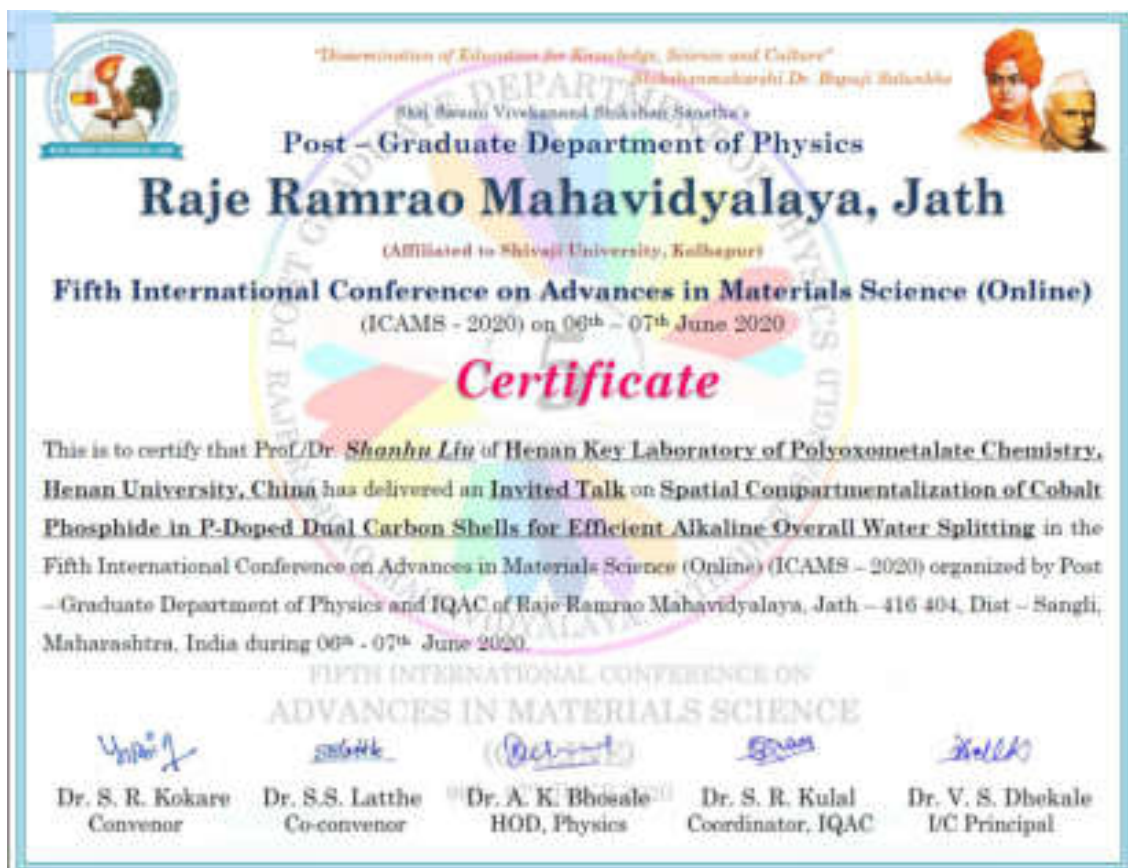 "Dissemination of Education for Knowledge, Science and Culture"
- Shikshanmaharshi Dr. Bapuji Salunkhe
Shri Swami Vivekanand Shikshan Sanstha's
Post – Graduate Department of Physics
Raje Ramrao Mahavidyalaya, Jath
(Affiliated to Shivaji University, Kolhapur)
Fifth International Conference on Advances in Materials Science (Online)
(ICAMS - 2020) on 06th – 07th June 2020
5
Certificate
This is to certify that Prof./Dr. Shanhu Liu of Henan Key Laboratory of Polyoxometalate Chemistry,
Henan University, China has delivered an Invited Talk on Spatial Compartmentalization of Cobalt
Phosphide in P-Doped Dual Carbon Shells for Efficient Alkaline Overall Water Splitting in the
Fifth International Conference on Advances in Materials Science (Online) (ICAMS – 2020) organized by Post
– Graduate Department of Physics and IQAC of Raje Ramrao Mahavidyalaya, Jath – 416 404, Dist – Sangli,
Maharashtra, India during 06th - 07th June 2020.
FIFTH INTERNATIONAL CONFERENCE ON
ADVANCES IN MATERIALS SCIENCE
Dr. S. R. Kokare Dr. S.S. Latthe Dr. A. K. Bhosale Dr. S. R. Kulal Dr. V. S. Dhekale
Convenor Co-convenor HOD, Physics Coordinator, IQAC I/C Principal